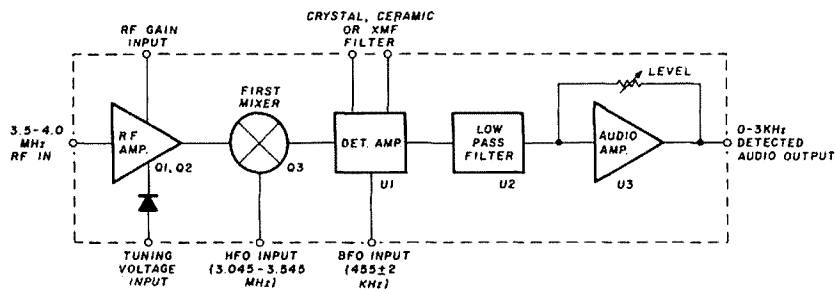 RF GAIN
INPUT
CRYSTAL, CERAMIC
OR XMF
FILTER
FIRST
MIXER
LEVEL
3.5-4.0
MHz
RF IN
RF
AMP.
Q1, Q2
Q3
DET. AMP
U1
LOW
PASS
FILTER
U2
AUDIO
AMP.
U3
0-3KHz
DETECTED
AUDIO OUTPUT
TUNING
VOLTAGE
INPUT
HFO INPUT
(3.045-3.545
MHz)
BFO INPUT
(455±2
KHz)